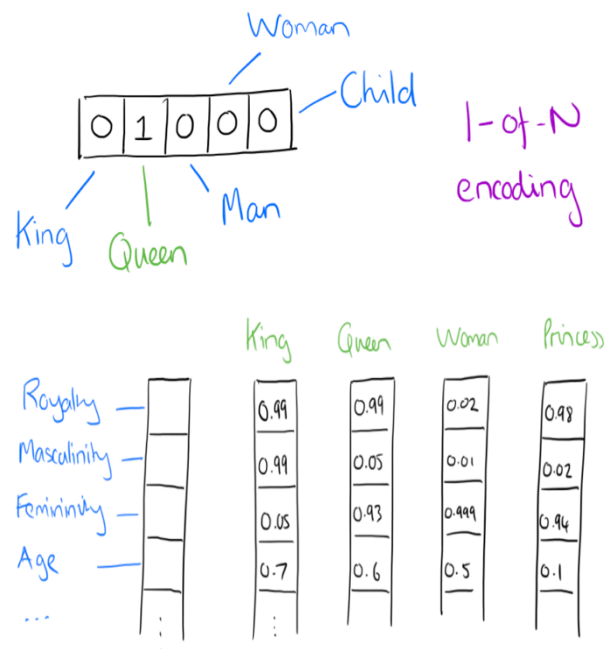 Woman
Child
0 1 0 0 0
1-of-N
encoding
King
Queen
Man
King Queen Woman Princess
Royalty 0.99 0.99 0.02 0.98
Masculinity 0.99 0.05 0.01 0.02
Femininity 0.05 0.93 0.999 0.94
Age 0.7 0.6 0.5 0.1
...